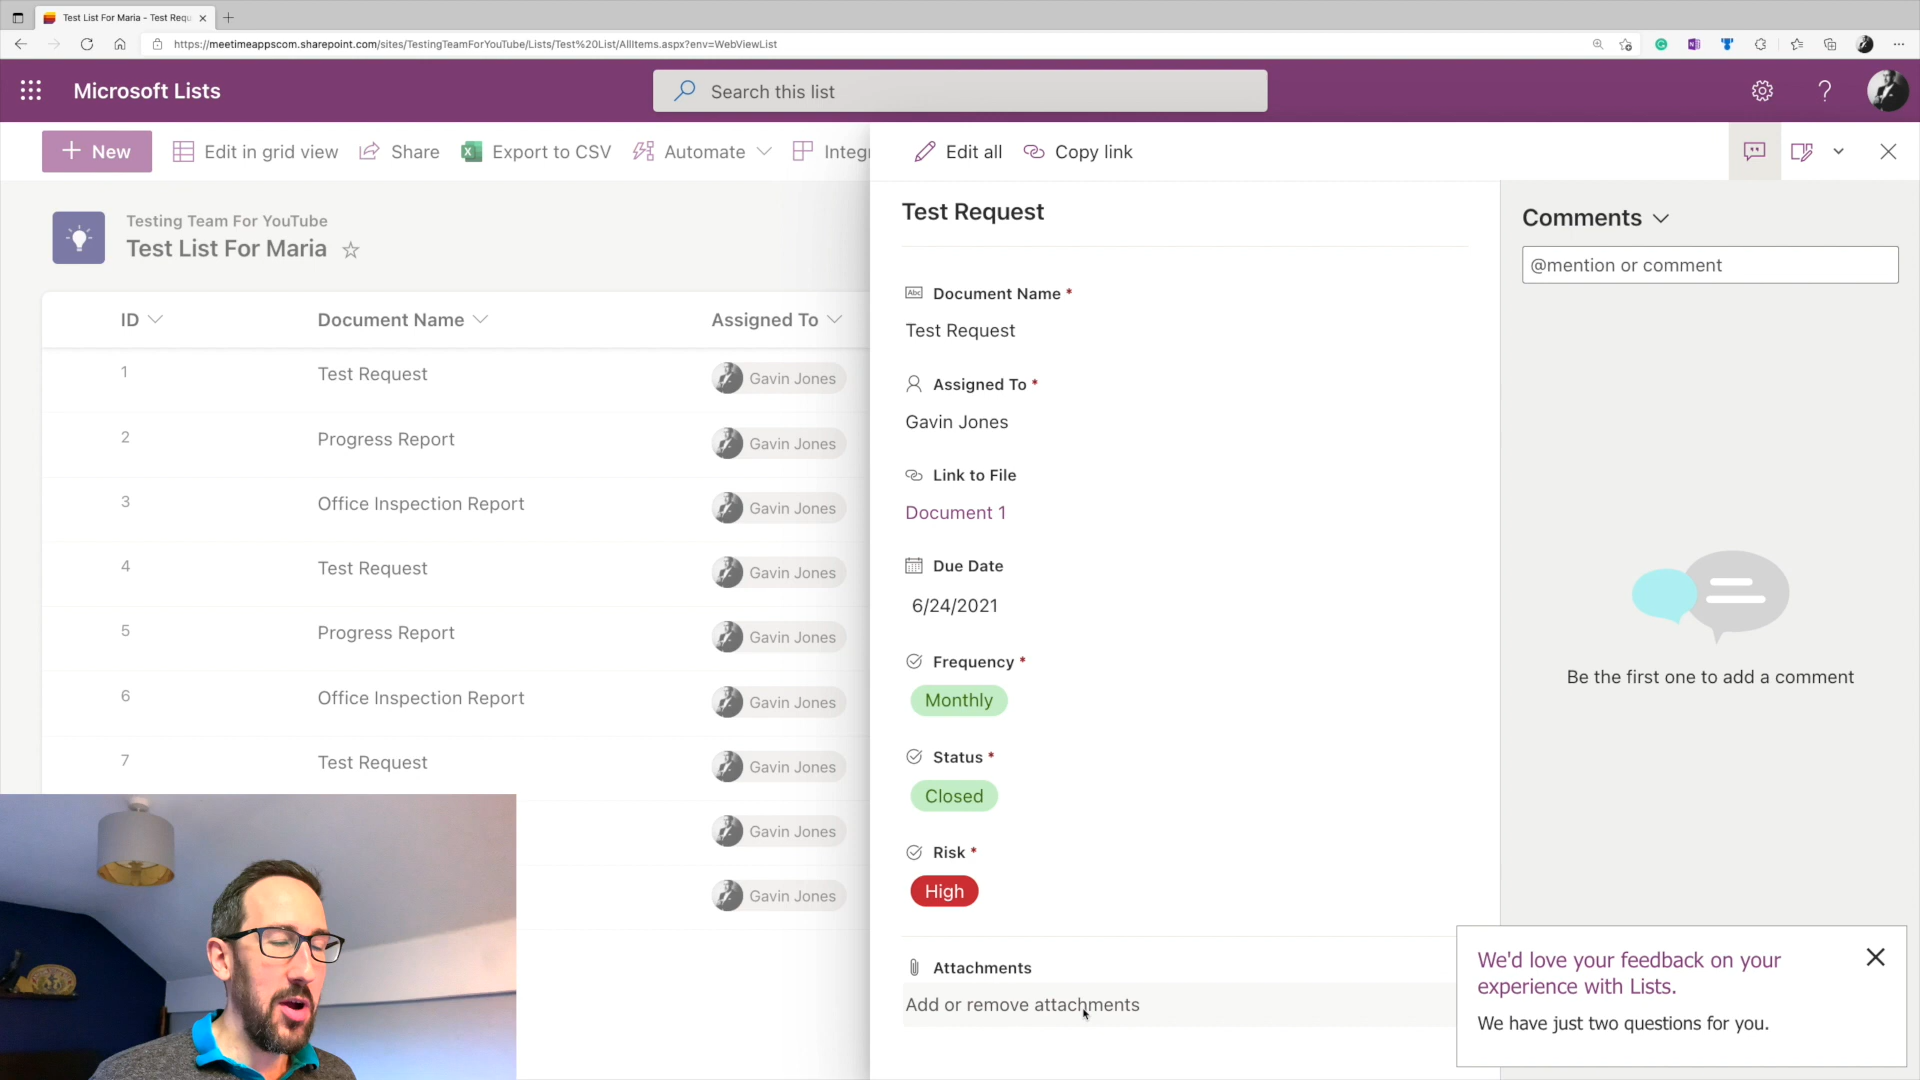 Test List For Maria - Test Requ
https://meetimeappscom.sharepoint.com/sites/TestingTeamForYouTube/Lists/Test%20List/AllItems.aspx?env=WebViewList
Microsoft Lists
Search this list
New
Edit in grid view
Share
Export to CSV
Automate
Integ
Edit all
Copy link
Testing Team For YouTube
Test List For Maria
ID
Document Name
Assigned To
1
Test Request
Gavin Jones
2
Progress Report
Gavin Jones
3
Office Inspection Report
Gavin Jones
4
Test Request
Gavin Jones
5
Progress Report
Gavin Jones
6
Office Inspection Report
Gavin Jones
7
Test Request
Gavin Jones
Gavin Jones
Gavin Jones
Test Request
Abc
Document Name *
Test Request
Assigned To *
Gavin Jones
Link to File
Document 1
Due Date
6/24/2021
Frequency *
Monthly
Status *
Closed
Risk *
High
Attachments
Add or remove attachments
Comments
@mention or comment
Be the first one to add a comment
We'd love your feedback on your
experience with Lists.
We have just two questions for you.